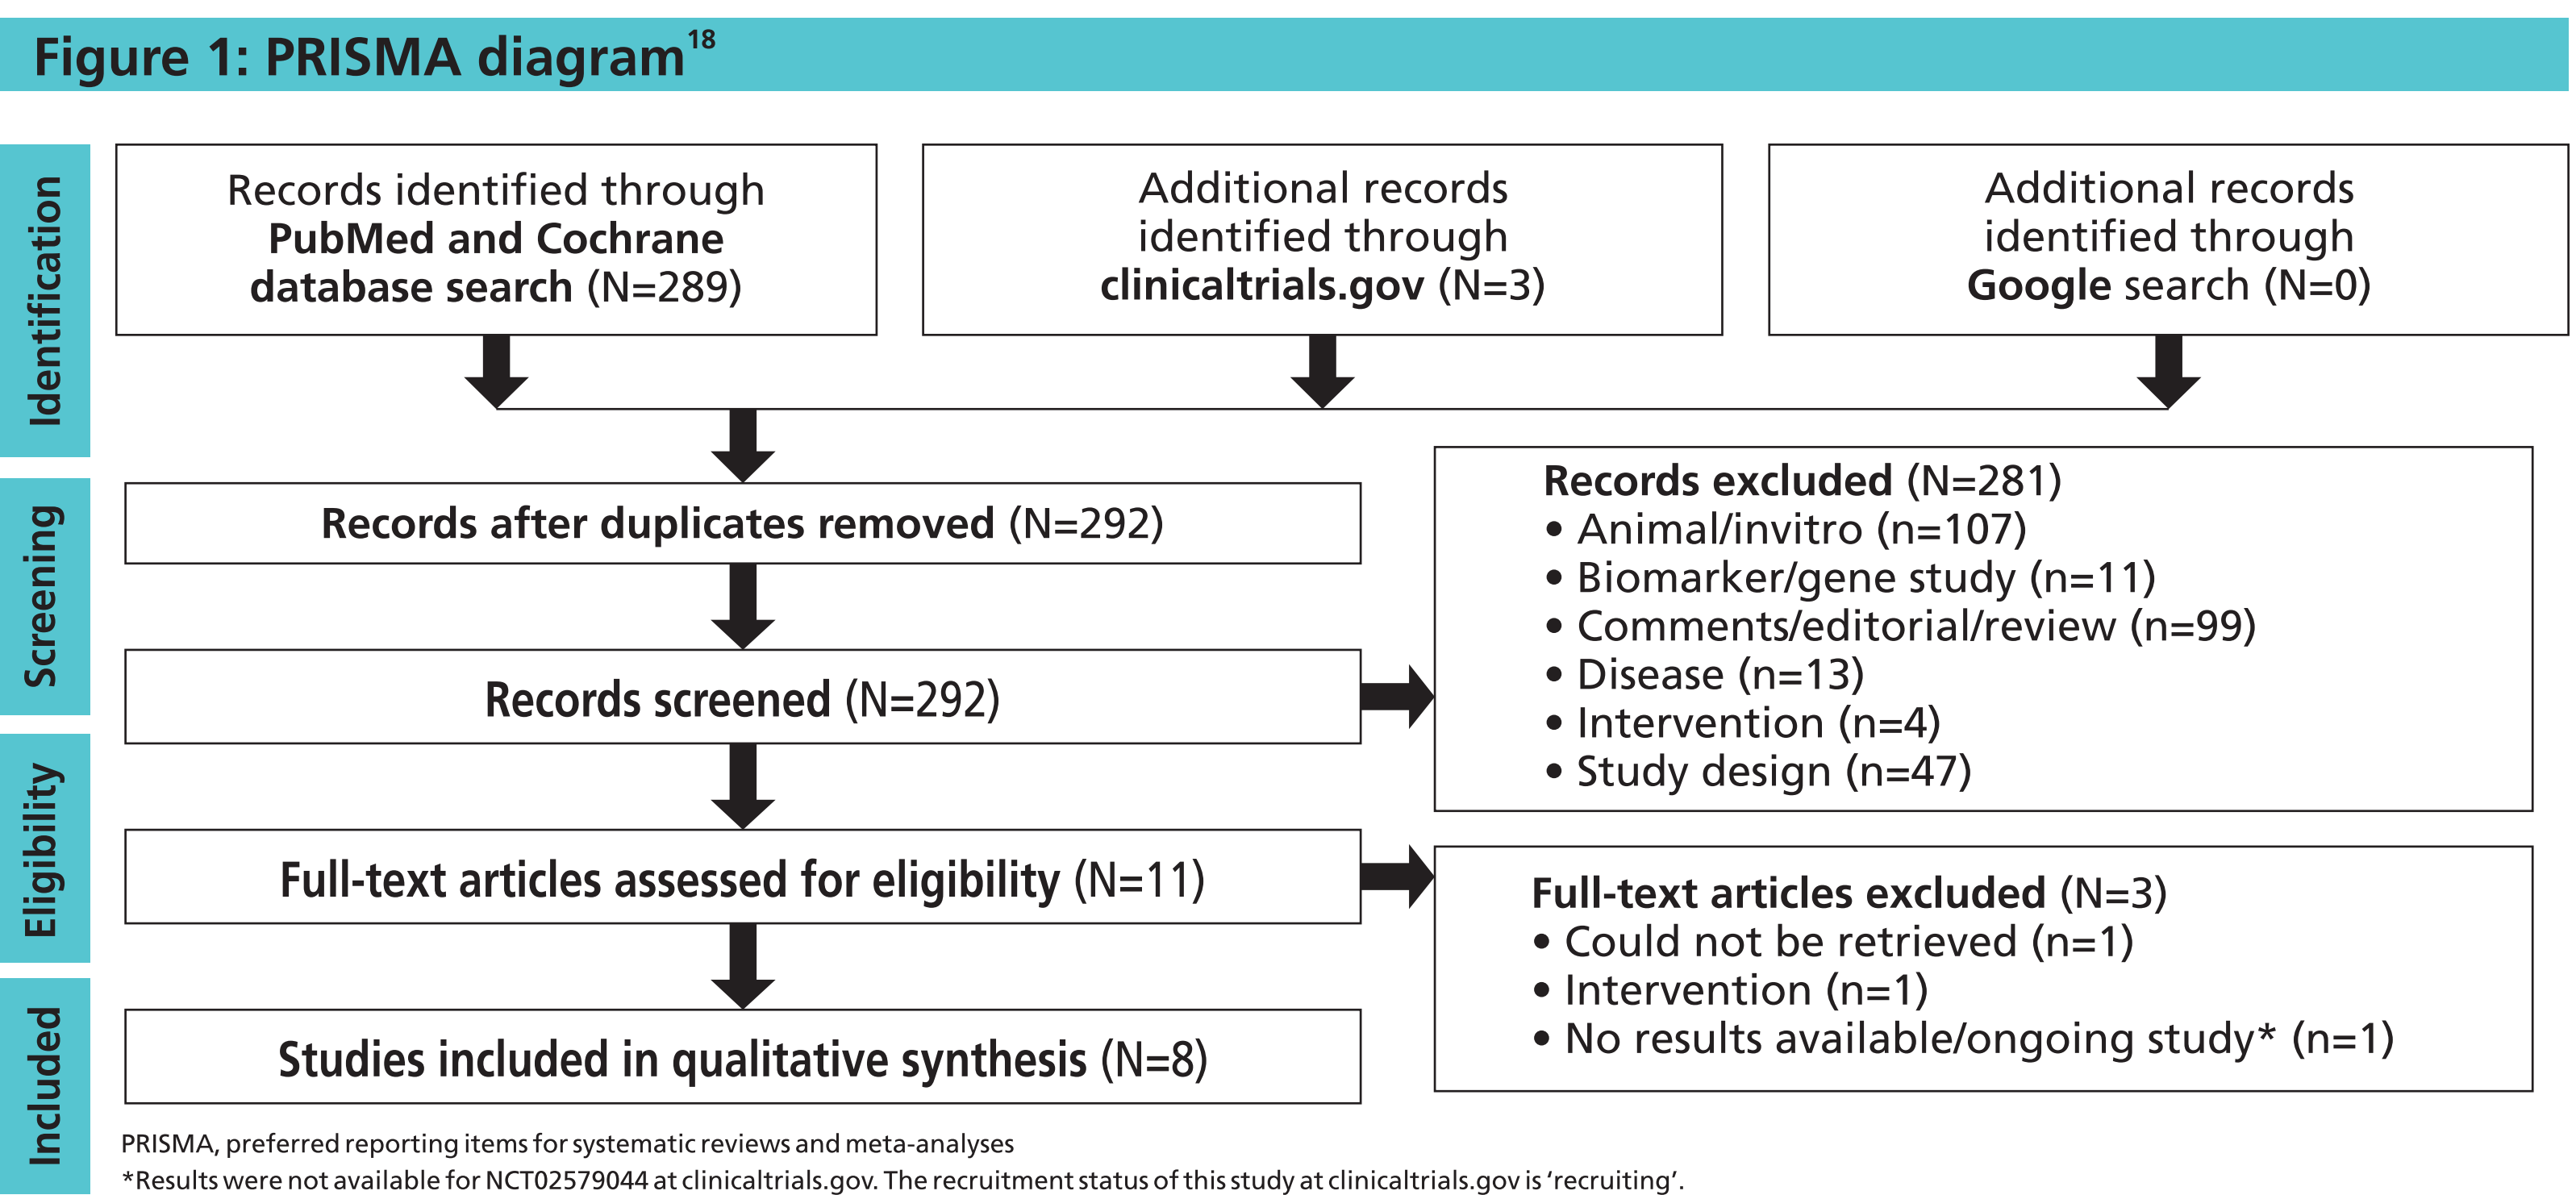 Figure 1: PRISMA diagram18
Identification
Records identified through
PubMed and Cochrane
database search (N=289)
Additional records
identified through
clinicaltrials.gov (N=3)
Additional records
identified through
Google search (N=0)
Screening
Records after duplicates removed (N=292)
Records screened (N=292)
Records excluded (N=281)
• Animal/invitro (n=107)
• Biomarker/gene study (n=11)
• Comments/editorial/review (n=99)
• Disease (n=13)
• Intervention (n=4)
• Study design (n=47)
Eligibility
Full-text articles assessed for eligibility (N=11)
Full-text articles excluded (N=3)
• Could not be retrieved (n=1)
• Intervention (n=1)
• No results available/ongoing study* (n=1)
Included
Studies included in qualitative synthesis (N=8)
PRISMA, preferred reporting items for systematic reviews and meta-analyses
*Results were not available for NCT02579044 at clinicaltrials.gov. The recruitment status of this study at clinicaltrials.gov is ‘recruiting’.